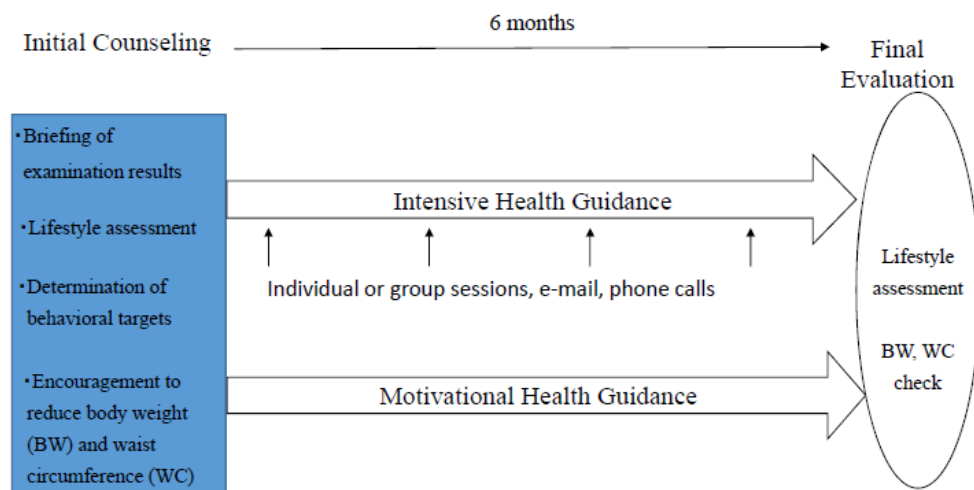 6 months
Initial Counseling
Final
Evaluation
・Briefing of
examination results
・Lifestyle assessment
・Determination of
behavioral targets
・Encouragement to
reduce body weight
(BW) and waist
circumference (WC)
Intensive Health Guidance
Individual or group sessions, e-mail, phone calls
Motivational Health Guidance
Lifestyle
assessment
BW, WC
check